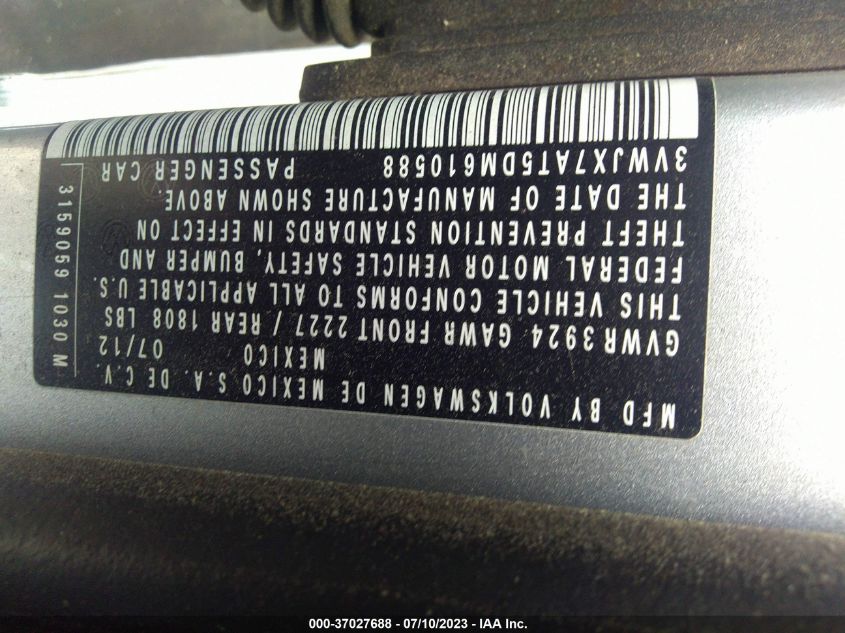 MFD BY VOLKSWAGEN DE MEXICO S.A. DE C.V.
MEXICO 07/12
GVWR 3924 GAWR FRONT 2227 / REAR 1808 LBS
THIS VEHICLE CONFORMS TO ALL APPLICABLE U.S.
FEDERAL MOTOR VEHICLE SAFETY, BUMPER AND
THEFT PREVENTION STANDARDS IN EFFECT ON
THE DATE OF MANUFACTURE SHOWN ABOVE.
3VWJX7AT5DM610588 PASSENGER CAR
3159059 1030 M
000-37027688 - 07/10/2023 - IAA Inc.